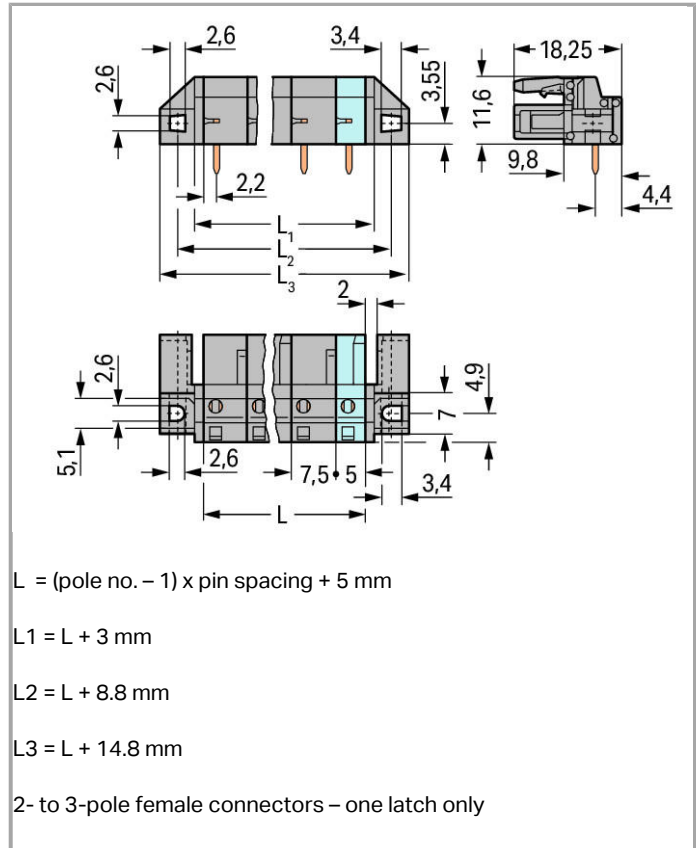 2,6
3,4
18,25
2,6
3,55
11,6
2,2
9,8
4,4
L1
L2
L3
2
2,6
4,9
7
5,1
2,6
7,5
5
3,4
L
L = (pole no. – 1) x pin spacing + 5 mm
L1 = L + 3 mm
L2 = L + 8.8 mm
L3 = L + 14.8 mm
2- to 3-pole female connectors – one latch only